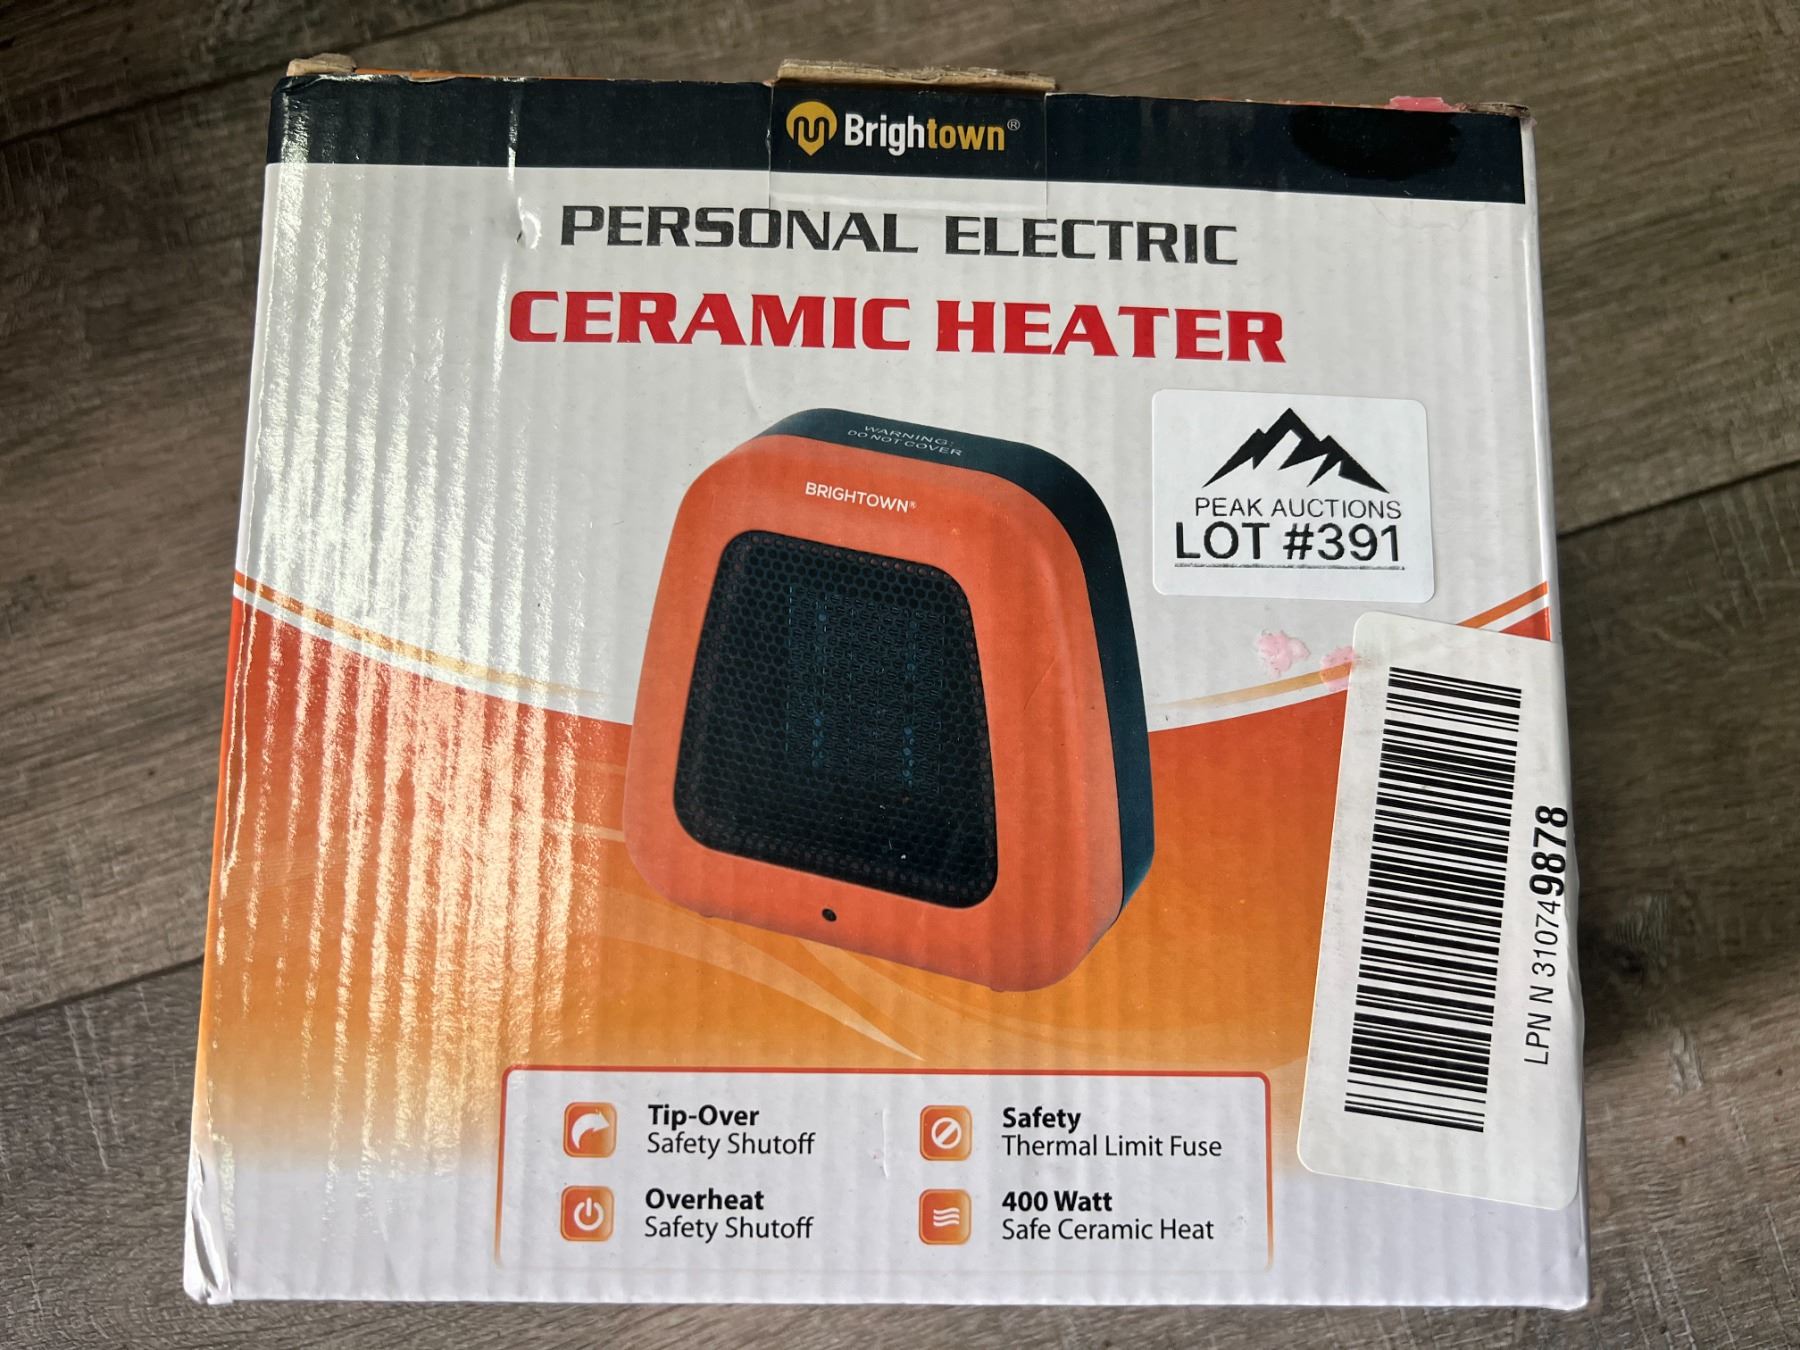 Brightown®
PERSONAL ELECTRIC
CERAMIC HEATER
WARNING:
DO NOT COVER
BRIGHTOWN®
PEAK AUCTIONS
LOT #391
LPN N 310749878
Tip-Over
Safety Shutoff
Safety
Thermal Limit Fuse
Overheat
Safety Shutoff
400 Watt
Safe Ceramic Heat